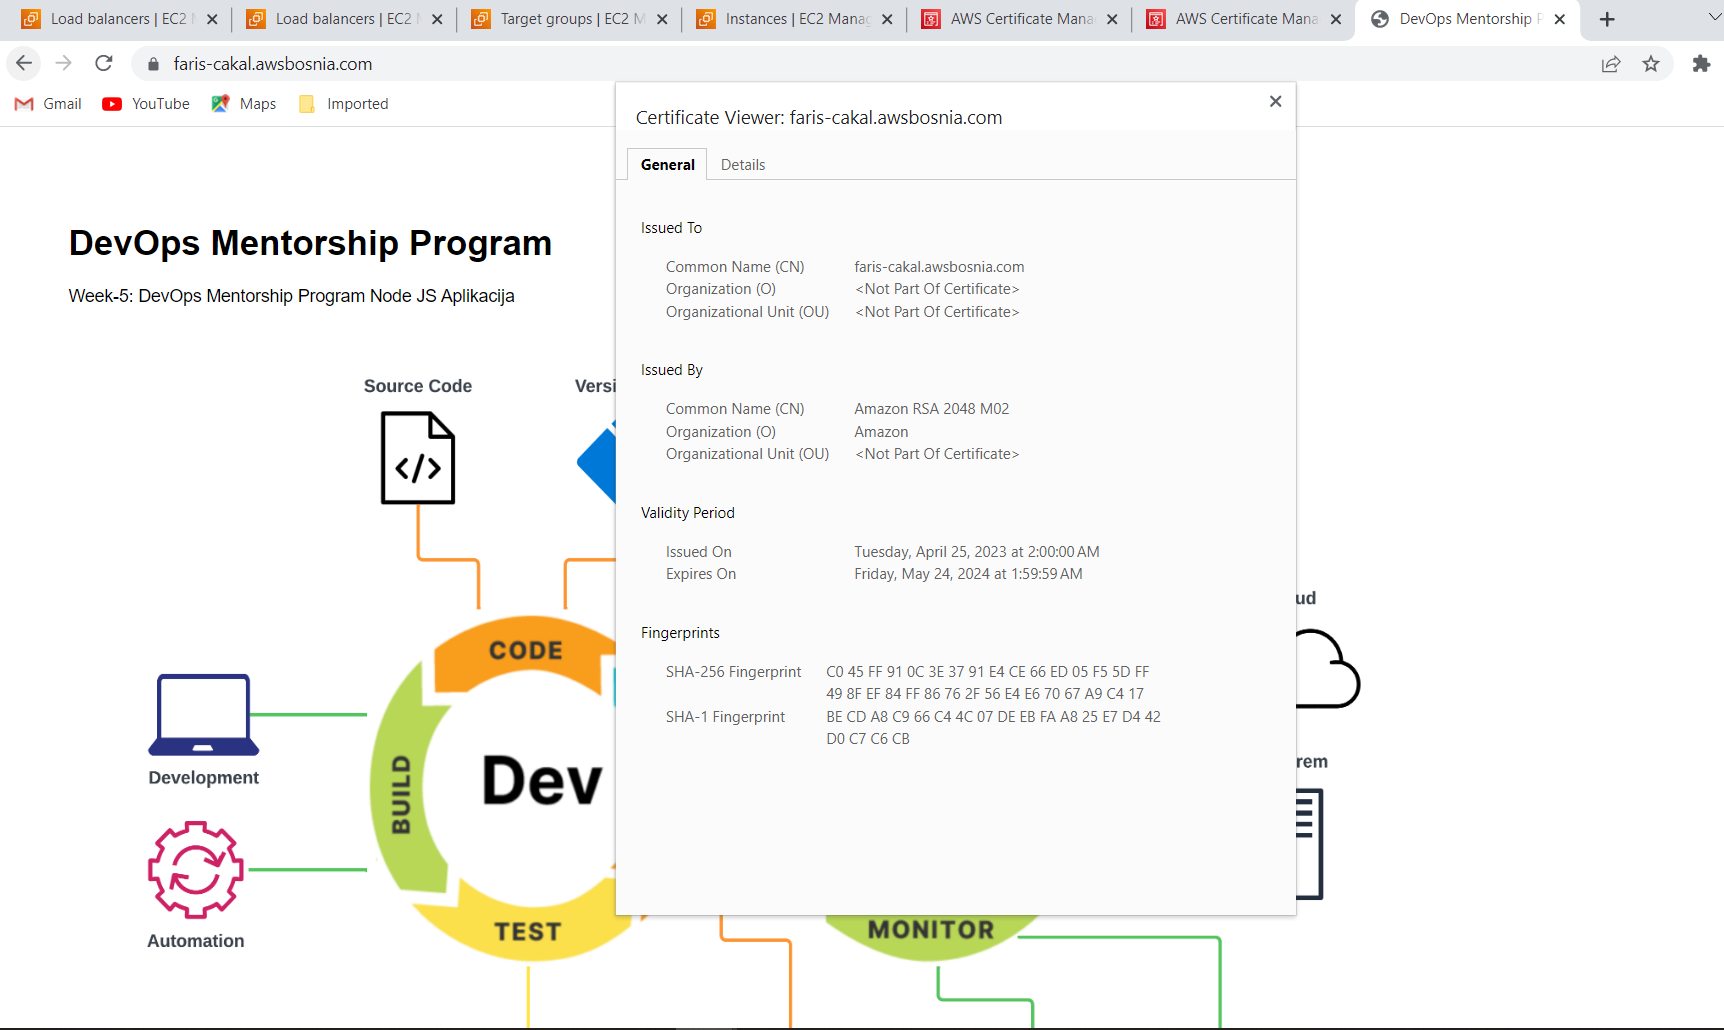 Load balancers | EC2
Load balancers | EC2
Target groups | EC2 M
Instances | EC2 Manag
AWS Certificate Mana
AWS Certificate Mana
DevOps Mentorship P
faris-cakal.awsbosnia.com
Gmail
YouTube
Maps
Imported
Certificate Viewer: faris-cakal.awsbosnia.com
General Details
Issued To
Common Name (CN) faris-cakal.awsbosnia.com
Organization (O) <Not Part Of Certificate>
Organizational Unit (OU) <Not Part Of Certificate>
Issued By
Common Name (CN) Amazon RSA 2048 M02
Organization (O) Amazon
Organizational Unit (OU) <Not Part Of Certificate>
Validity Period
Issued On Tuesday, April 25, 2023 at 2:00:00 AM
Expires On Friday, May 24, 2024 at 1:59:59 AM
Fingerprints
SHA-256 Fingerprint C0 45 FF 91 0C 3E 37 91 E4 CE 66 ED 05 F5 5D FF
49 8F EF 84 FF 86 76 2F 56 E4 E6 70 67 A9 C4 17
SHA-1 Fingerprint BE CD A8 C9 66 C4 4C 07 DE EB FA A8 25 E7 D4 42
D0 C7 C6 CB
DevOps Mentorship Program
Week-5: DevOps Mentorship Program Node JS Aplikacija
Source Code
Versi
</>
ud
CODE
BUILD
Dev
Development
rem
TEST
MONITOR
Automation